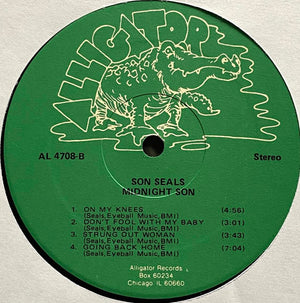 ALLIGATOR
AL 4708-B
Stereo
SON SEALS
MIDNIGHT SON
1. ON MY KNEES (4:56)
(Seals,Eyeball Music,BMI)
2. DON'T FOOL WITH MY BABY (3:01)
(Seals,Eyeball Music,BMI)
3. STRUNG OUT WOMAN (3:43)
(Seals,Eyeball Music,BMI)
4. GOING BACK HOME (7:04)
(Seals,Eyeball Music,BMI)
Alligator Records
Box 60234
Chicago IL 60660